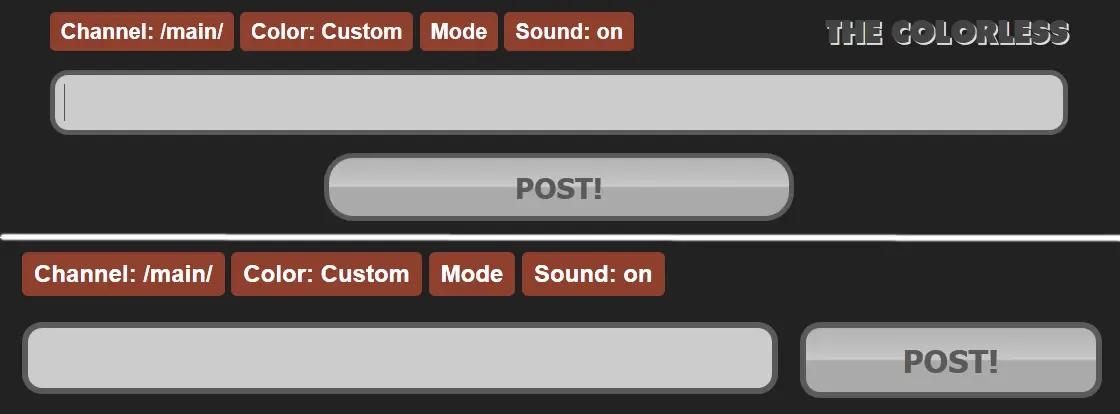 Channel: /main/ Color: Custom Mode Sound: on THE COLORLESS
POST!
Channel: /main/ Color: Custom Mode Sound: on
POST!